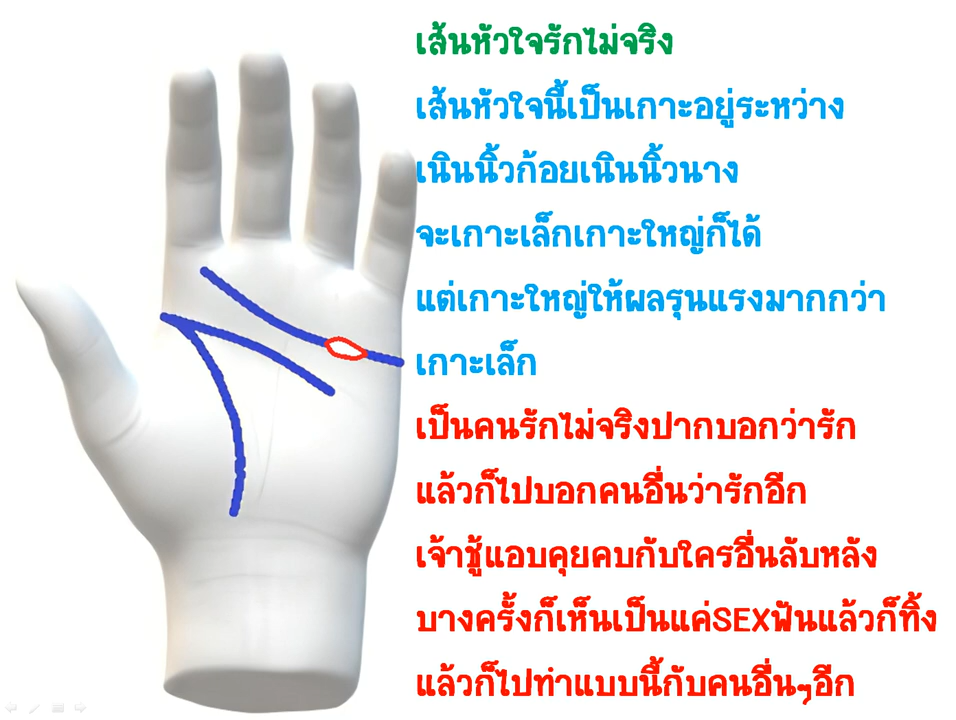 เส้นหัวใจรักไม่จริง
เส้นหัวใจนี้เป็นเกาะอยู่ระหว่าง
เนินนิ้วก้อยเนินนิ้วนาง
จะเกาะเล็กเกาะใหญ่ก็ได้
แต่เกาะใหญ่ให้ผลรุนแรงมากกว่า
เกาะเล็ก
เป็นคนรักไม่จริงปากบอกว่ารัก
แล้วก็ไปบอกคนอื่นว่ารักอีก
เจ้าชู้แอบคุยคบกับใครอื่นลับหลัง
บางครั้งก็เห็นเป็นแค่SEXฟันแล้วก็ทิ้ง
แล้วก็ไปทำแบบนี้กับคนอื่นๆอีก